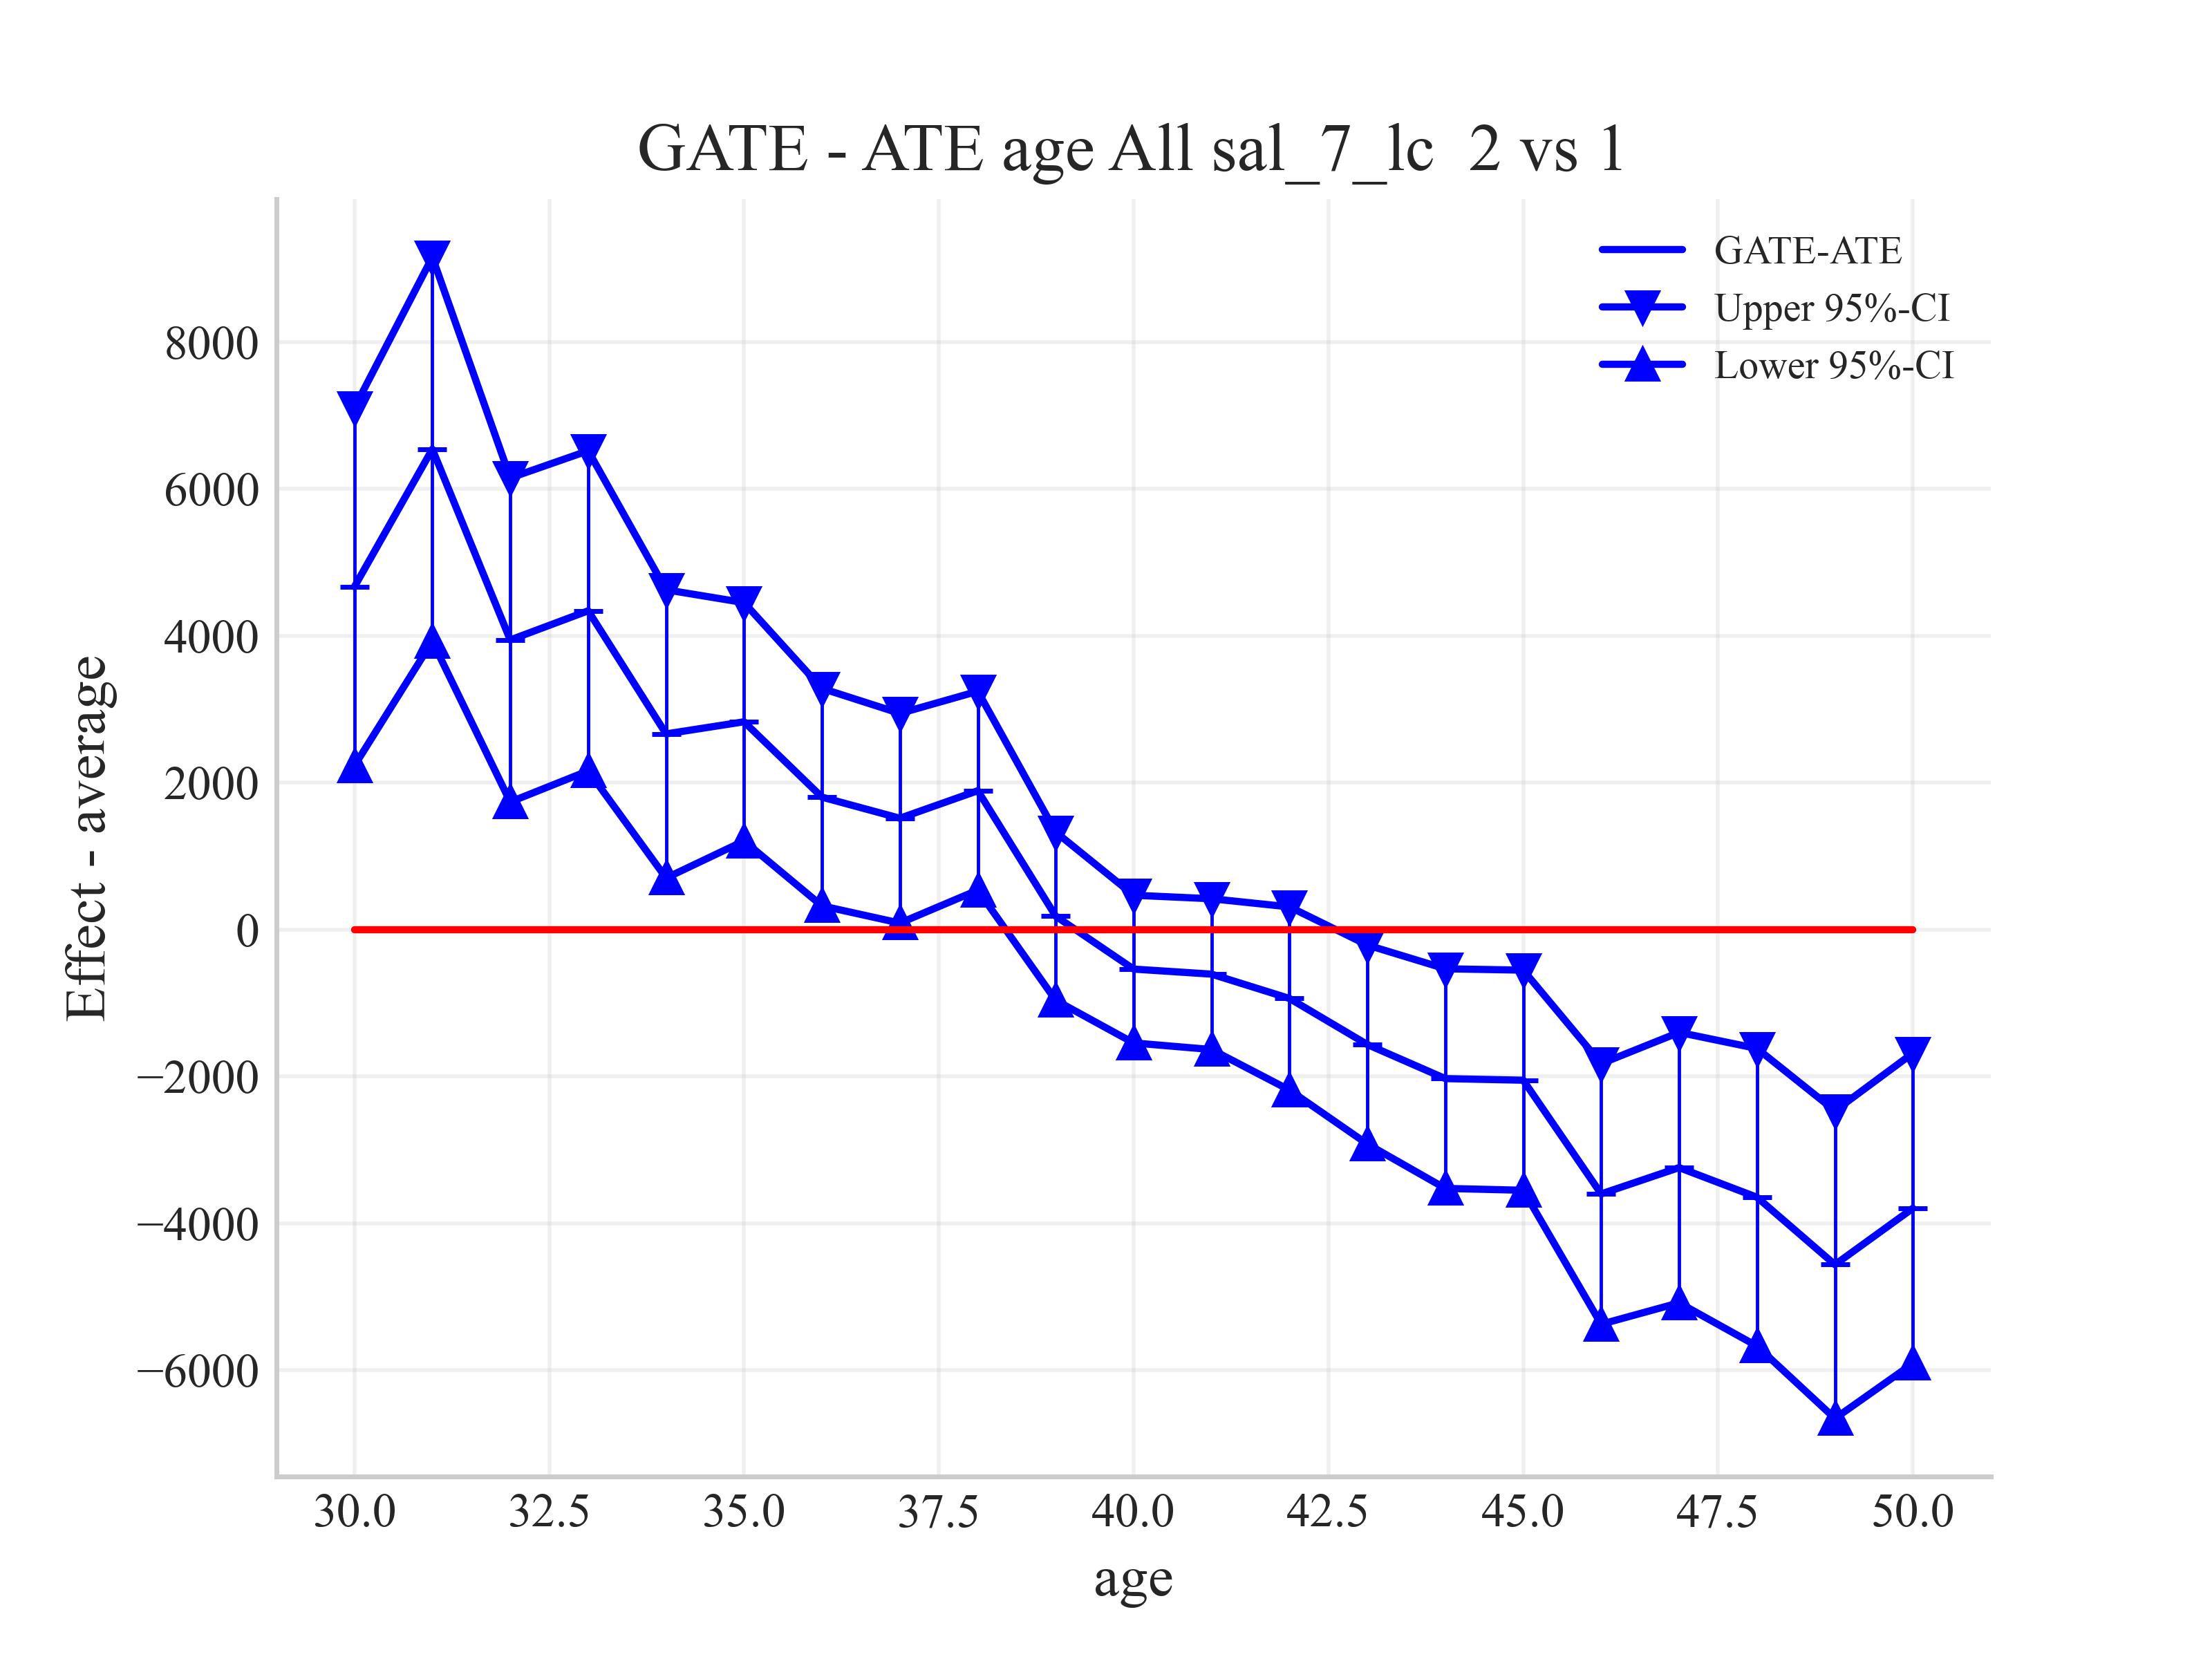 GATE - ATE age All sal_7_lc  2 vs 1
GATE-ATE
Upper 95%-CI
Lower 95%-CI
8000
6000
4000
2000
0
−2000
−4000
−6000
Effect - average
30.0 32.5 35.0 37.5 40.0 42.5 45.0 47.5 50.0
age